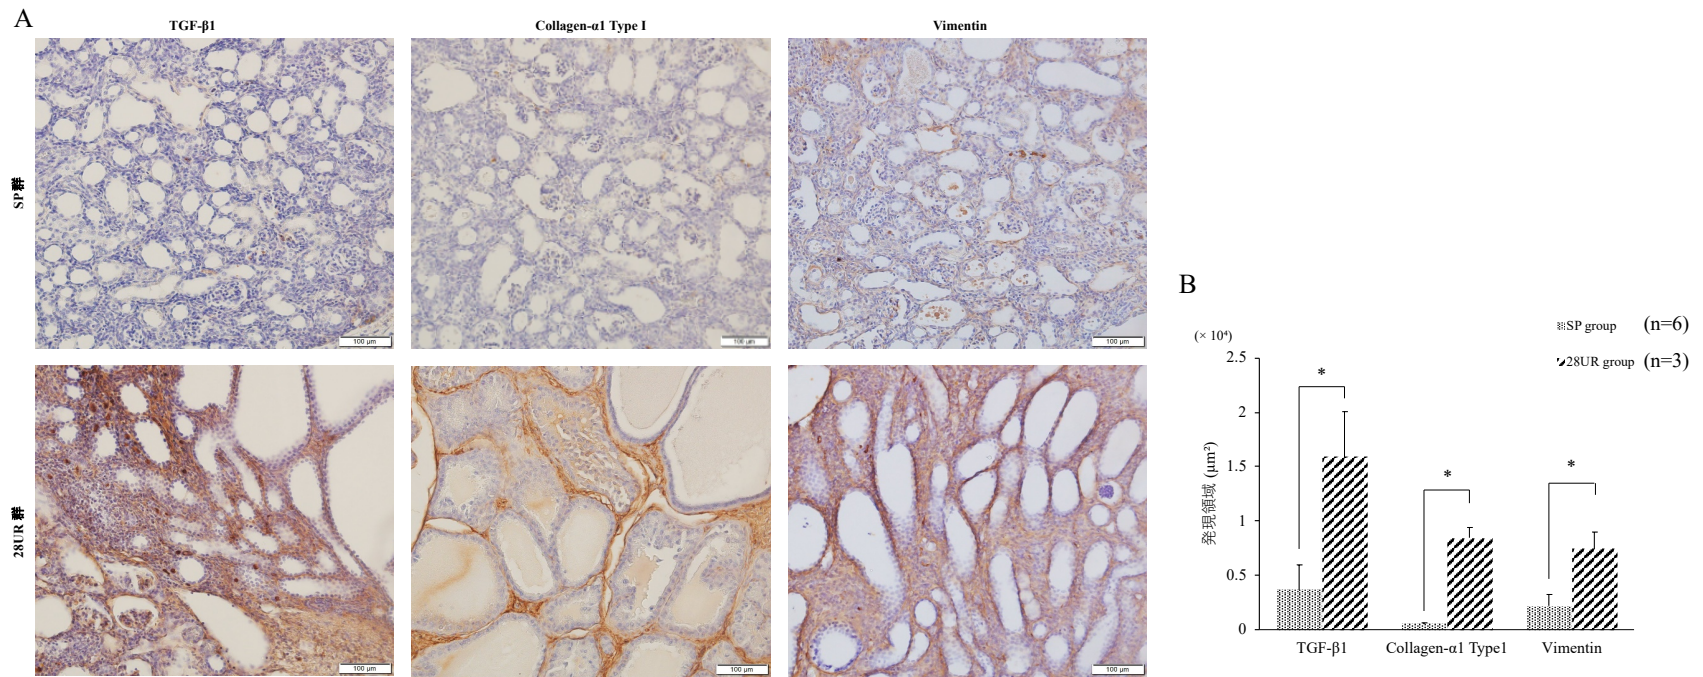 A
TGF-β1
Collagen-α1 Type I
Vimentin
SP群
100 μm
100 μm
100 μm
28UR群
100 μm
100 μm
100 μm
B
(× 10⁴)
SP group (n=6)
28UR group (n=3)
発現領域 (μm²)
2.5
2
1.5
1
0.5
0
*
*
*
TGF-β1
Collagen-α1 Type1
Vimentin